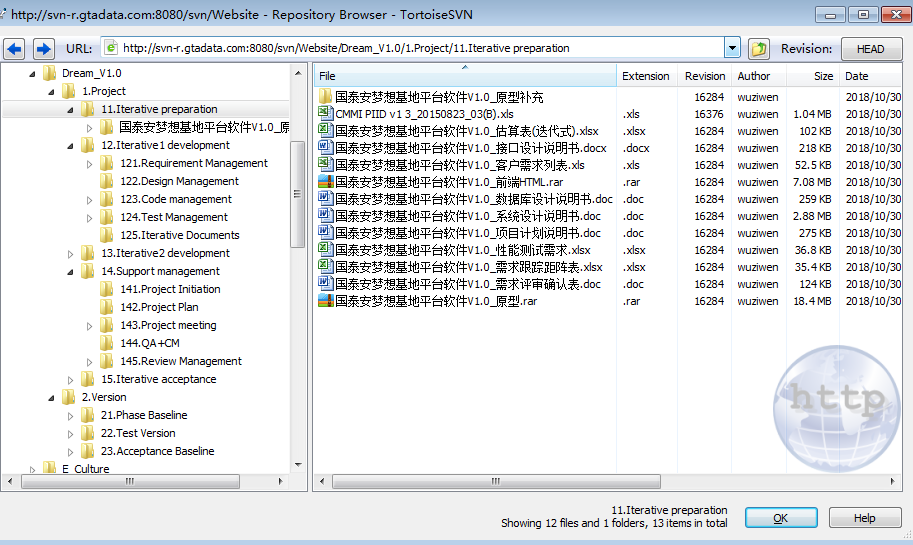 http://svn-r.gtadata.com:8080/svn/Website - Repository Browser - TortoiseSVN
URL: http://svn-r.gtadata.com:8080/svn/Website/Dream_V1.0/1.Project/11.Iterative preparation Revision: HEAD
Dream_V1.0
1.Project
11.Iterative preparation
国泰安梦想基地平台软件V1.0_原
12.Iterative1 development
121.Requirement Management
122.Design Management
123.Code management
124.Test Management
125.Iterative Documents
13.Iterative2 development
14.Support management
141.Project Initiation
142.Project Plan
143.Project meeting
144.QA+CM
145.Review Management
15.Iterative acceptance
2.Version
21.Phase Baseline
22.Test Version
23.Acceptance Baseline
E_Culture
File Extension Revision Author Size Date
国泰安梦想基地平台软件V1.0_原型补充 16284 wuziwen 2018/10/30
CMMI PIID v1 3_20150823_03(B).xls .xls 16376 wuziwen 1.04 MB 2018/10/30
国泰安梦想基地平台软件V1.0_估算表(迭代式).xlsx .xlsx 16284 wuziwen 102 KB 2018/10/30
国泰安梦想基地平台软件V1.0_接口设计说明书.docx .docx 16284 wuziwen 218 KB 2018/10/30
国泰安梦想基地平台软件V1.0_客户需求列表.xls .xls 16284 wuziwen 52.5 KB 2018/10/30
国泰安梦想基地平台软件V1.0_前端HTML.rar .rar 16284 wuziwen 7.08 MB 2018/10/30
国泰安梦想基地平台软件V1.0_数据库设计说明书.doc .doc 16284 wuziwen 259 KB 2018/10/30
国泰安梦想基地平台软件V1.0_系统设计说明书.doc .doc 16284 wuziwen 2.88 MB 2018/10/30
国泰安梦想基地平台软件V1.0_项目计划说明书.doc .doc 16284 wuziwen 275 KB 2018/10/30
国泰安梦想基地平台软件V1.0_性能测试需求.xlsx .xlsx 16284 wuziwen 36.8 KB 2018/10/30
国泰安梦想基地平台软件V1.0_需求跟踪距阵表.xlsx .xlsx 16284 wuziwen 35.4 KB 2018/10/30
国泰安梦想基地平台软件V1.0_需求评审确认表.doc .doc 16284 wuziwen 124 KB 2018/10/30
国泰安梦想基地平台软件V1.0_原型.rar .rar 16284 wuziwen 18.4 MB 2018/10/30
http
11.Iterative preparation
Showing 12 files and 1 folders, 13 items in total
OK Help